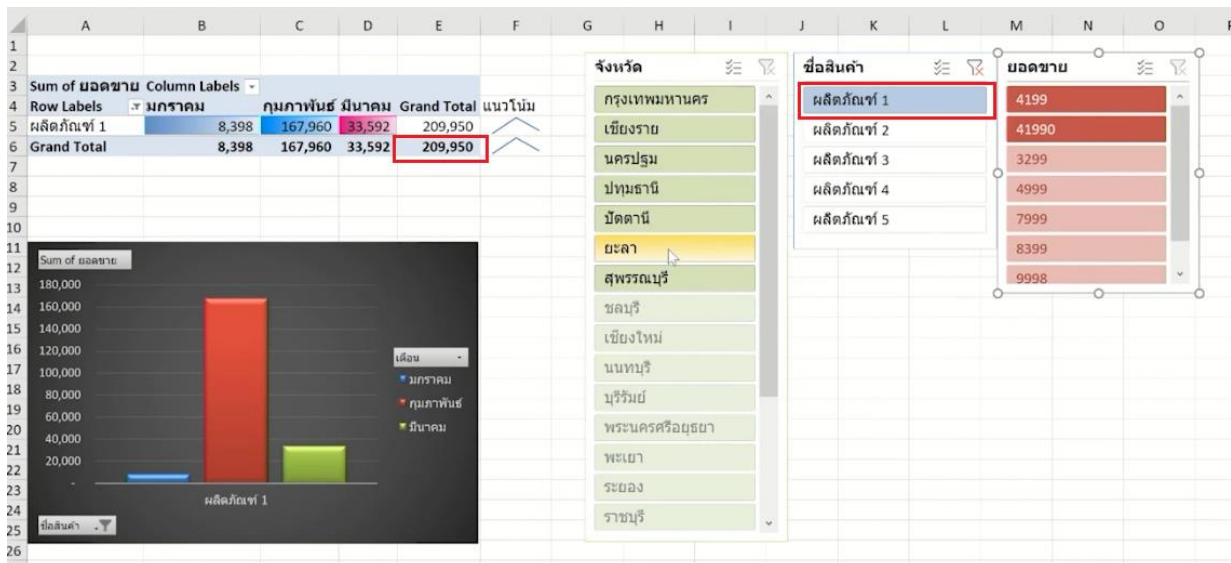 A B C D E F G H I J K L M N O
1
2
3 Sum of ยอดขาย Column Labels
4 Row Labels มกราคม กุมภาพันธ์ มีนาคม Grand Total แนวโน้ม
5 ผลิตภัณฑ์ 1 8,398 167,960 33,592 209,950
6 Grand Total 8,398 167,960 33,592 209,950
7
8
9
10
11
12
13
14
15
16
17
18
19
20
21
22
23
24
25
26
Sum of ยอดขาย
180,000
160,000
140,000
120,000
100,000
80,000
60,000
40,000
20,000
-
ผลิตภัณฑ์ 1
เดือน
มกราคม
กุมภาพันธ์
มีนาคม
ชื่อสินค้า
จังหวัด
กรุงเทพมหานคร
เชียงราย
นครปฐม
ปทุมธานี
ปัตตานี
ยะลา
สุพรรณบุรี
ชลบุรี
เชียงใหม่
นนทบุรี
บุรีรัมย์
พระนครศรีอยุธยา
พะเยา
ระยอง
ราชบุรี
ชื่อสินค้า
ผลิตภัณฑ์ 1
ผลิตภัณฑ์ 2
ผลิตภัณฑ์ 3
ผลิตภัณฑ์ 4
ผลิตภัณฑ์ 5
ยอดขาย
4199
41990
3299
4999
7999
8399
9998